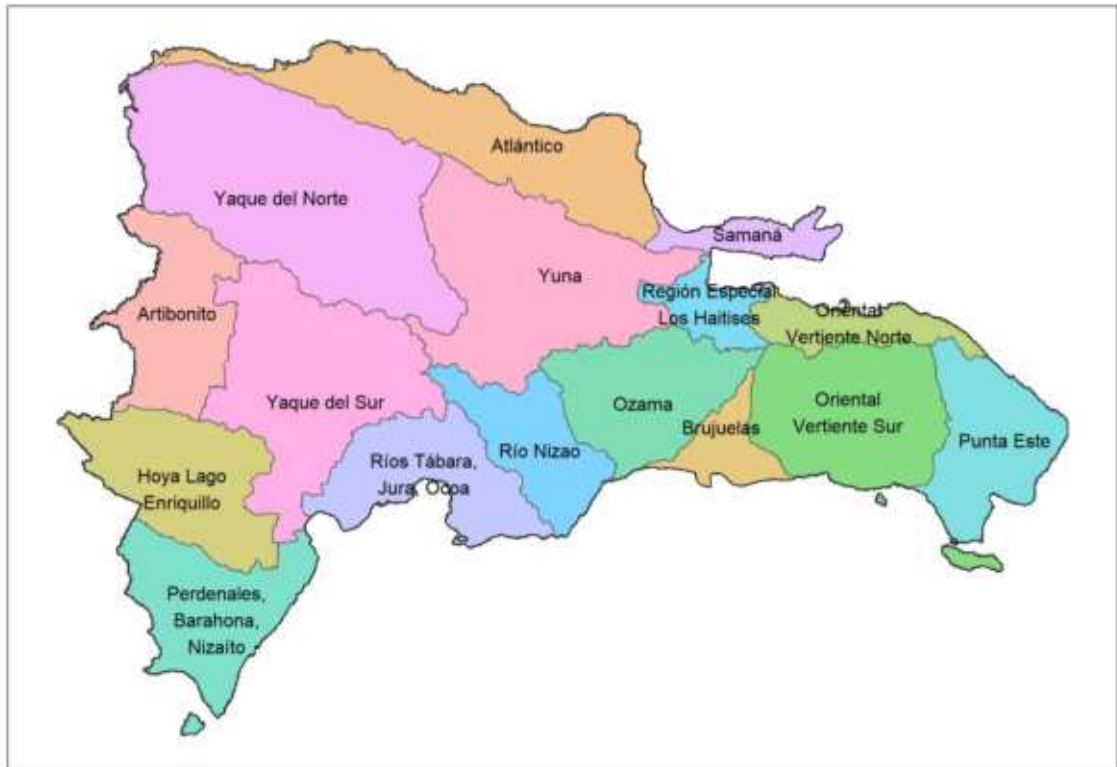 Atlántico
Yaque del Norte
Samaná
Yuna
Región Especial
Los Haitises
Artibonito
Oriental
Vertiente Norte
Yaque del Sur
Ozama
Brujuelas
Oriental
Vertiente Sur
Punta Este
Río Nizao
Ríos Tábara,
Jura, Ocoa
Hoya Lago
Enriquillo
Perdenales,
Barahona,
Nizaíto